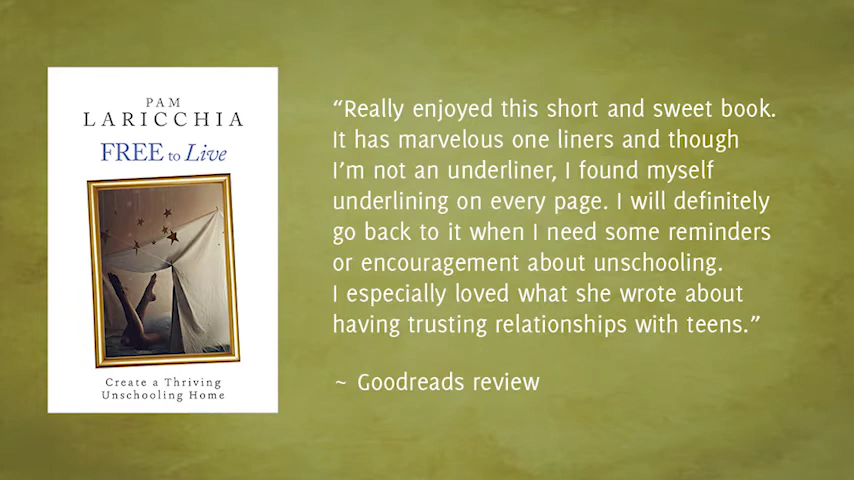 PAM
LARICCHIA
FREE to Live
Create a Thriving
Unschooling Home
“Really enjoyed this short and sweet book.
It has marvelous one liners and though
I’m not an underliner, I found myself
underlining on every page. I will definitely
go back to it when I need some reminders
or encouragement about unschooling.
I especially loved what she wrote about
having trusting relationships with teens.”
~ Goodreads review